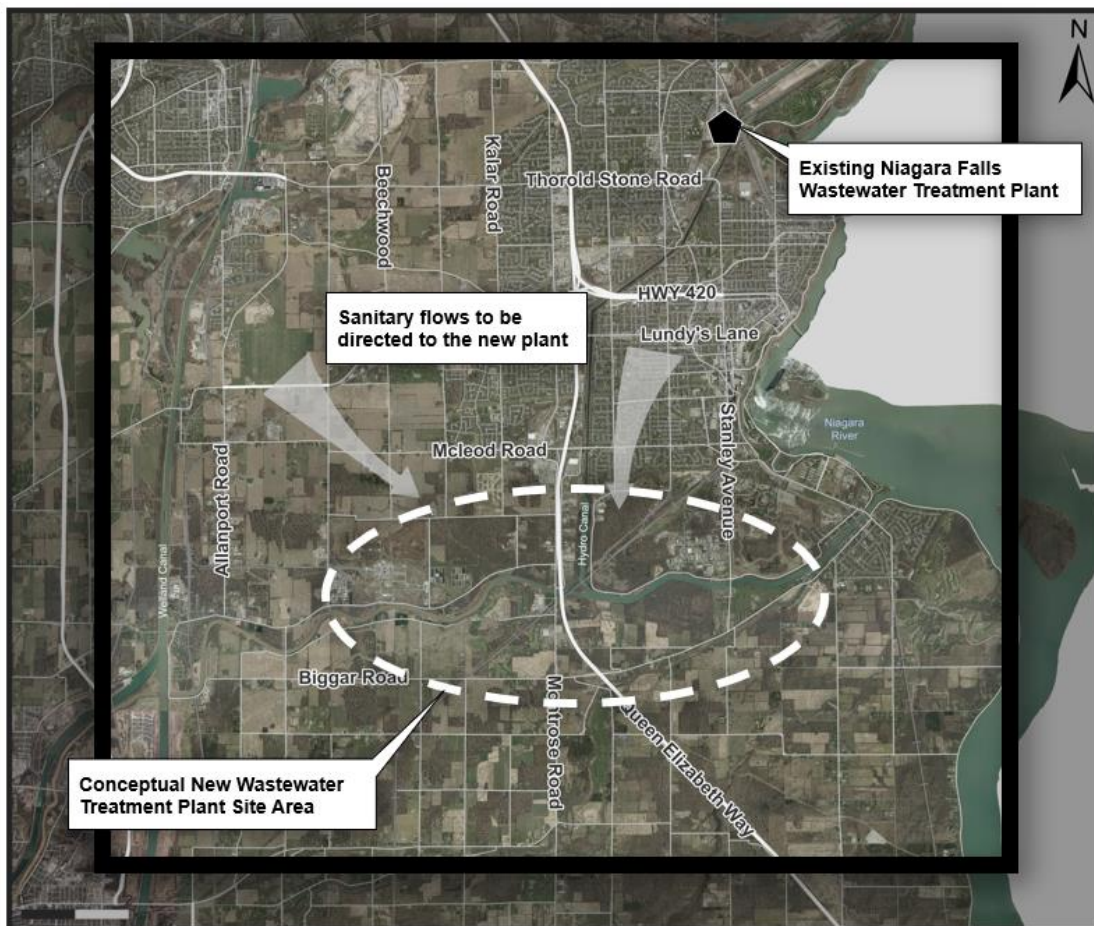 N
Existing Niagara Falls
Wastewater Treatment Plant
Kalar Road
Beechwood
Thorold Stone Road
HWY 420
Sanitary flows to be
directed to the new plant
Lundy's Lane
Stanley Avenue
Niagara
River
Mcleod Road
Allanport Road
Hydro Canal
Welland Canal
Biggar Road
Montrose Road
Queen Elizabeth Way
Conceptual New Wastewater
Treatment Plant Site Area